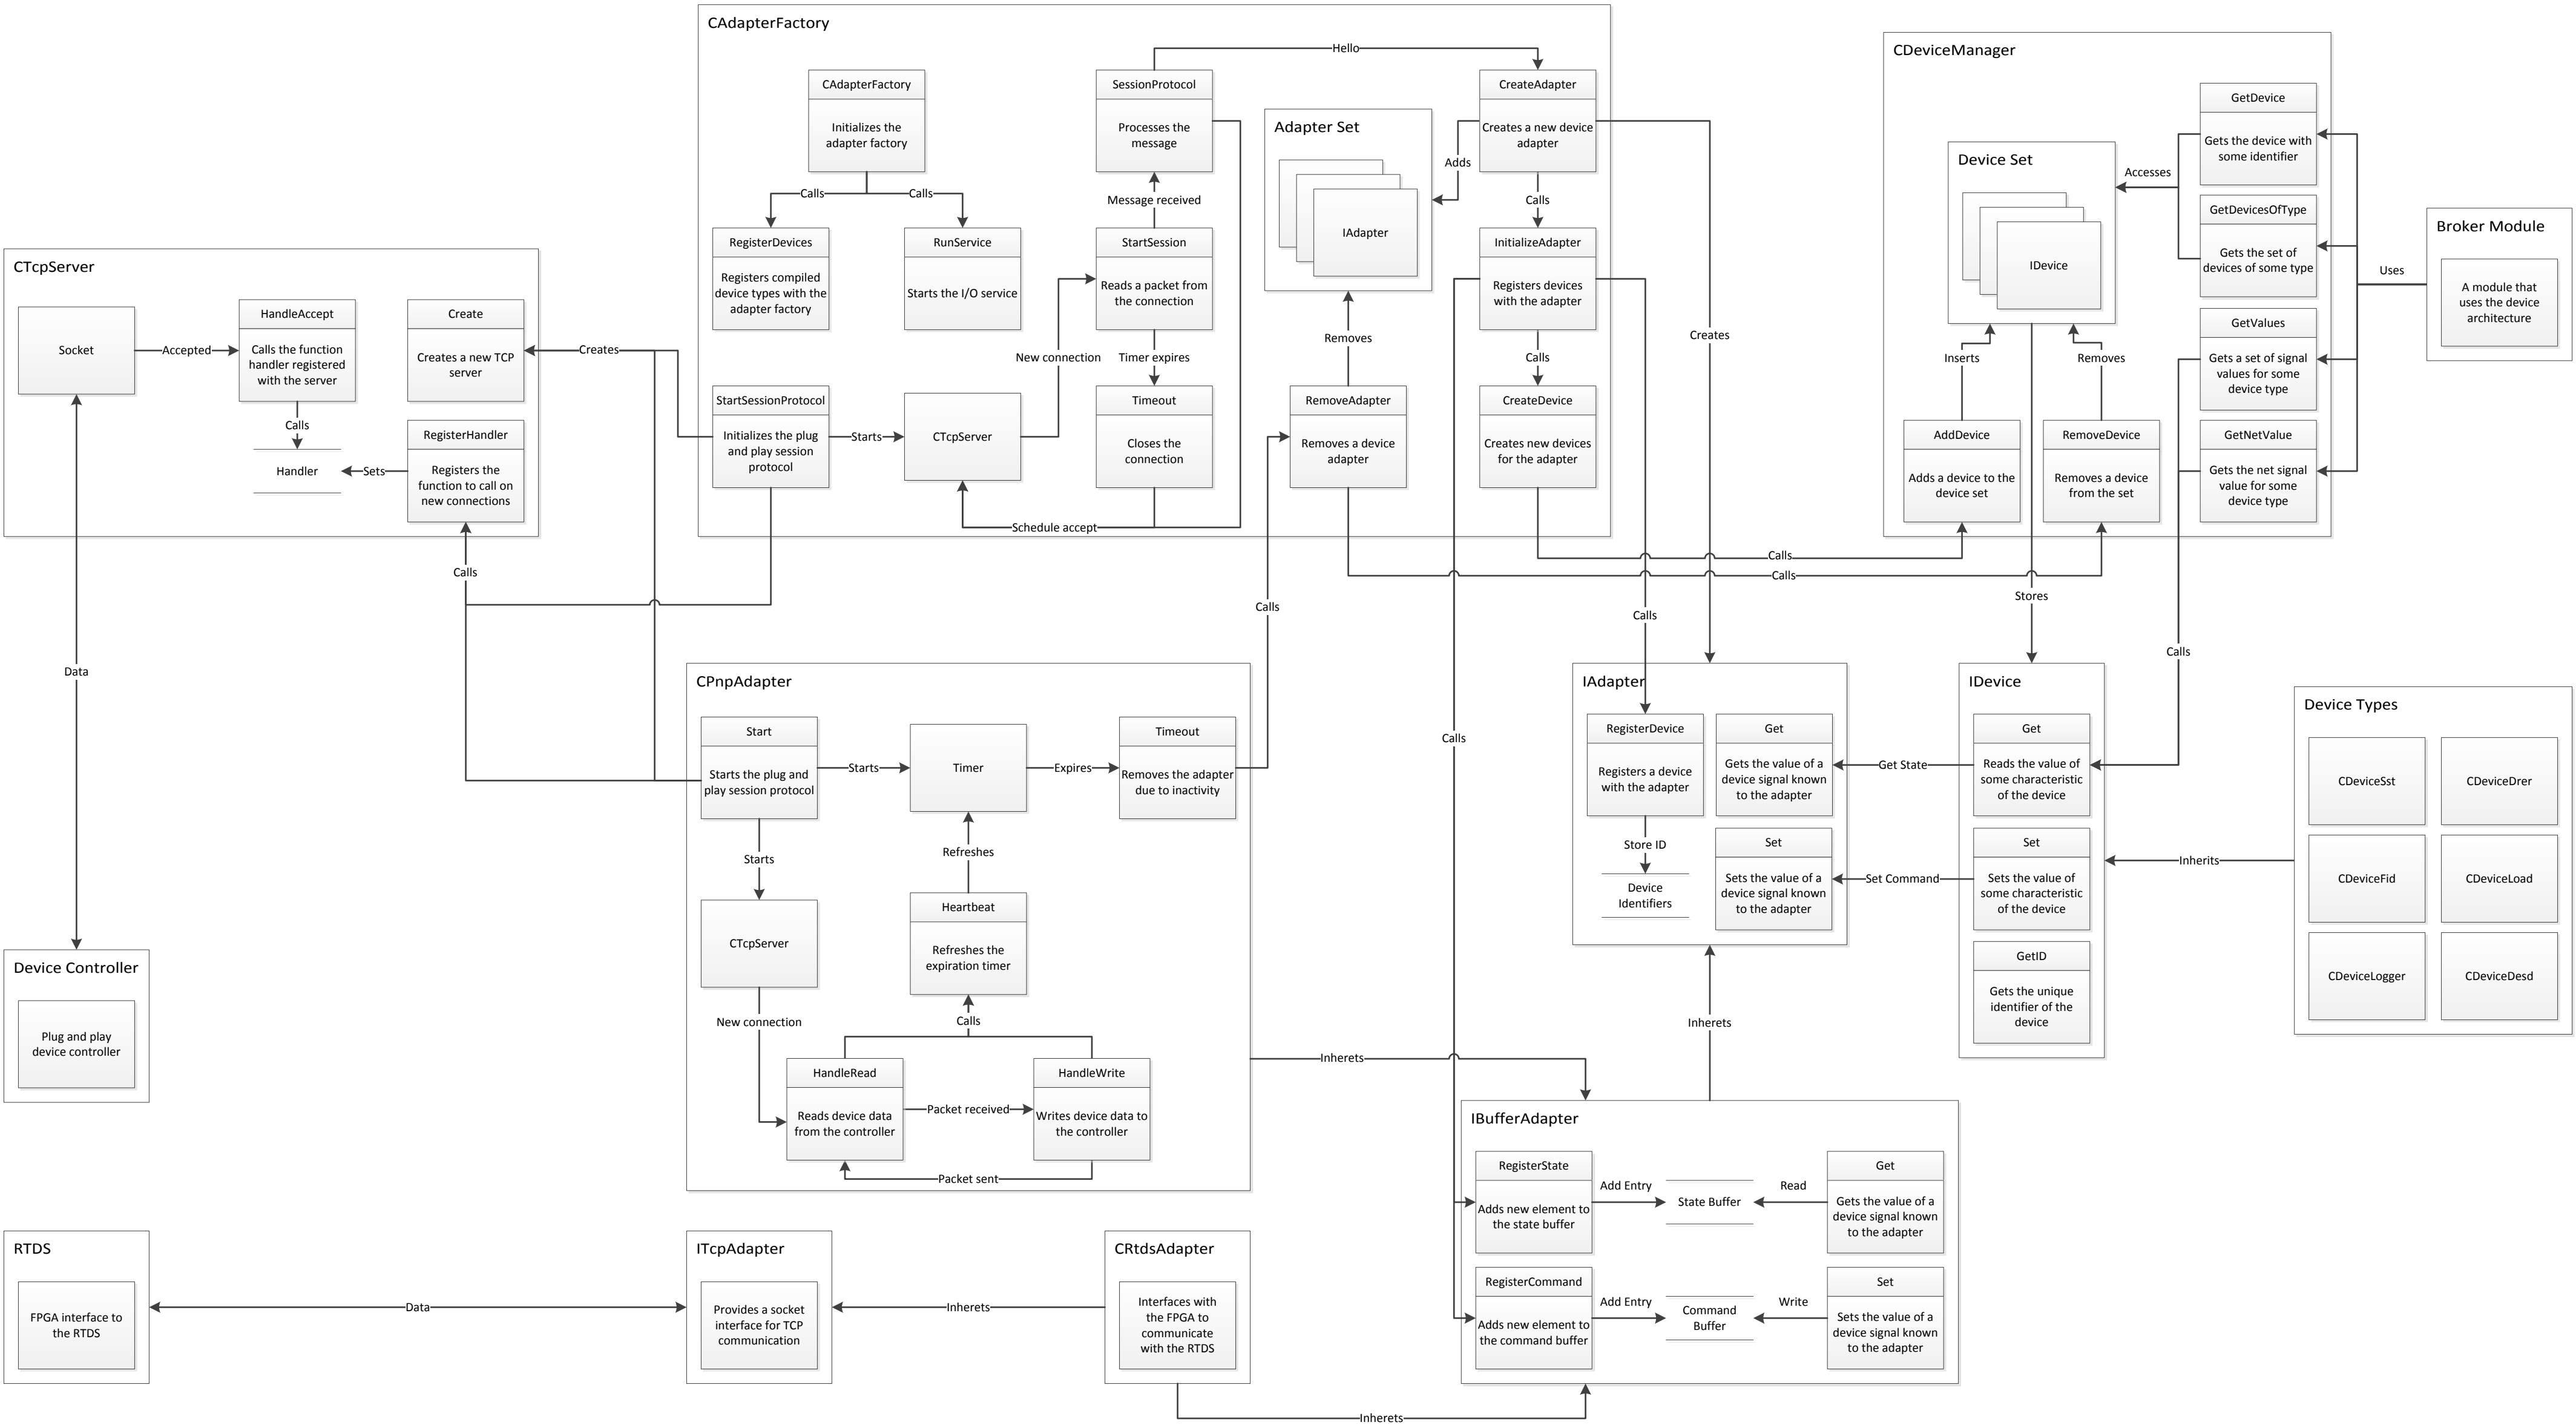 CAdapterFactory
Hello
CAdapterFactory
Initializes the
adapter factory
Calls
Calls
RegisterDevices
Registers compiled
device types with the
adapter factory
RunService
Starts the I/O service
SessionProtocol
Processes the
message
Message received
StartSession
Reads a packet from
the connection
New connection
Timer expires
Timeout
Closes the
connection
StartSessionProtocol
Initializes the plug
and play session
protocol
Starts
CTcpServer
Schedule accept
Adapter Set
IAdapter
Adds
Removes
RemoveAdapter
Removes a device
adapter
CreateAdapter
Creates a new device
adapter
Calls
InitializeAdapter
Registers devices
with the adapter
Calls
CreateDevice
Creates new devices
for the adapter
Creates
CDeviceManager
Device Set
IDevice
Accesses
GetDevice
Gets the device with
some identifier
GetDevicesOfType
Gets the set of
devices of some type
GetValues
Gets a set of signal
values for some
device type
GetNetValue
Gets the net signal
value for some
device type
Inserts
Removes
AddDevice
Adds a device to the
device set
RemoveDevice
Removes a device
from the set
Uses
Broker Module
A module that
uses the device
architecture
CTcpServer
Socket
Accepted
HandleAccept
Calls the function
handler registered
with the server
Calls
Handler
Sets
Create
Creates a new TCP
server
RegisterHandler
Registers the
function to call on
new connections
Creates
Calls
Calls
Calls
Calls
Calls
Stores
Calls
Calls
Data
Device Controller
Plug and play
device controller
CPnpAdapter
Start
Starts the plug and
play session protocol
Starts
Timer
Expires
Timeout
Removes the adapter
due to inactivity
Starts
CTcpServer
New connection
Refreshes
Heartbeat
Refreshes the
expiration timer
Calls
HandleRead
Reads device data
from the controller
Packet received
HandleWrite
Writes device data to
the controller
Packet sent
IAdapter
RegisterDevice
Registers a device
with the adapter
Store ID
Device
Identifiers
Get
Gets the value of a
device signal known
to the adapter
Set
Sets the value of a
device signal known
to the adapter
Get State
Set Command
IDevice
Get
Reads the value of
some characteristic
of the device
Set
Sets the value of
some characteristic
of the device
GetID
Gets the unique
identifier of the
device
Inherits
Device Types
CDeviceSst
CDeviceDrer
CDeviceFid
CDeviceLoad
CDeviceLogger
CDeviceDesd
Inherets
Inherets
IBufferAdapter
RegisterState
Adds new element to
the state buffer
Add Entry
State Buffer
Read
Get
Gets the value of a
device signal known
to the adapter
RegisterCommand
Adds new element to
the command buffer
Add Entry
Command
Buffer
Write
Set
Sets the value of a
device signal known
to the adapter
RTDS
FPGA interface to
the RTDS
Data
ITcpAdapter
Provides a socket
interface for TCP
communication
Inherets
CRtdsAdapter
Interfaces with
the FPGA to
communicate
with the RTDS
Inherets